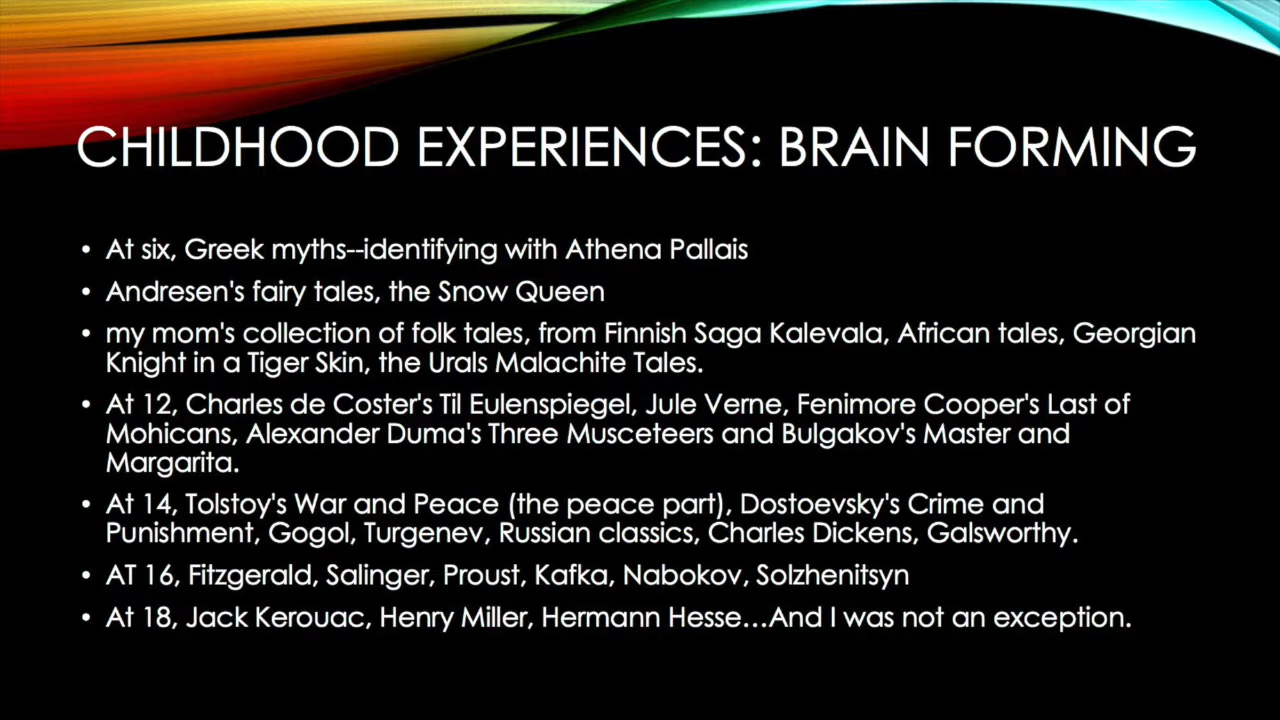 CHILDHOOD EXPERIENCES: BRAIN FORMING
• At six, Greek myths--identifying with Athena Pallais
• Andresen's fairy tales, the Snow Queen
• my mom's collection of folk tales, from Finnish Saga Kalevala, African tales, Georgian
Knight in a Tiger Skin, the Urals Malachite Tales.
• At 12, Charles de Coster's Til Eulenspiegel, Jule Verne, Fenimore Cooper's Last of
Mohicans, Alexander Duma's Three Musceteers and Bulgakov's Master and
Margarita.
• At 14, Tolstoy's War and Peace (the peace part), Dostoevsky's Crime and
Punishment, Gogol, Turgenev, Russian classics, Charles Dickens, Galsworthy.
• AT 16, Fitzgerald, Salinger, Proust, Kafka, Nabokov, Solzhenitsyn
• At 18, Jack Kerouac, Henry Miller, Hermann Hesse…And I was not an exception.